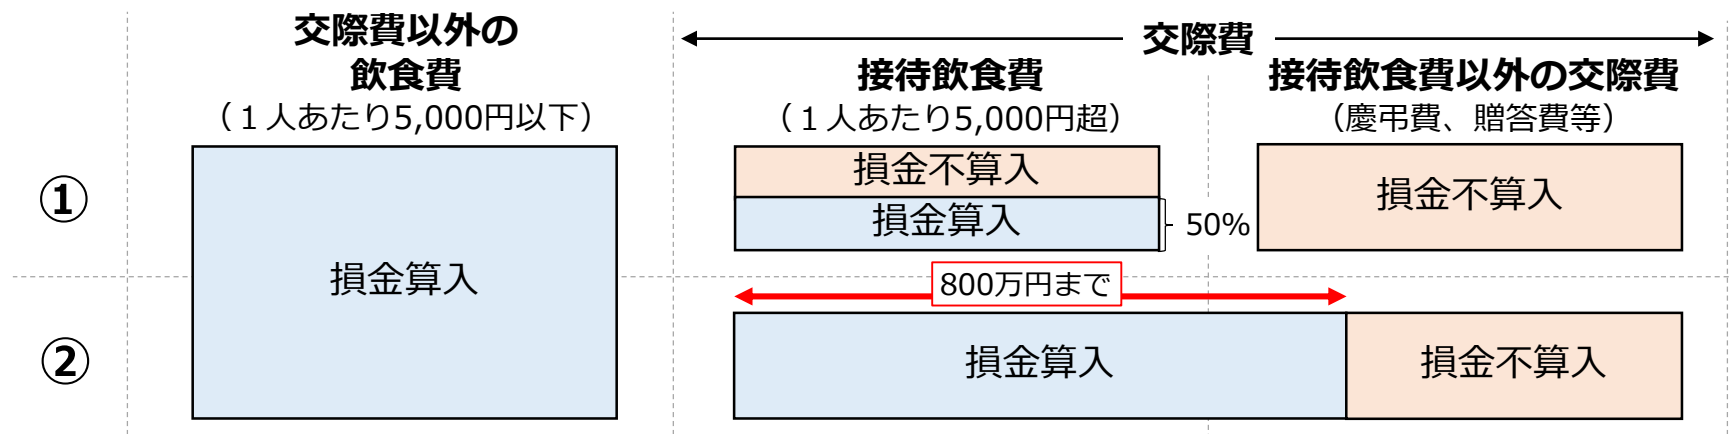 交際費以外の
飲食費
（１人あたり5,000円以下）
交際費
接待飲食費
（１人あたり5,000円超）
接待飲食費以外の交際費
（慶弔費、贈答費等）
①
損金算入
損金不算入
損金算入
50%
損金不算入
②
800万円まで
損金算入
損金不算入